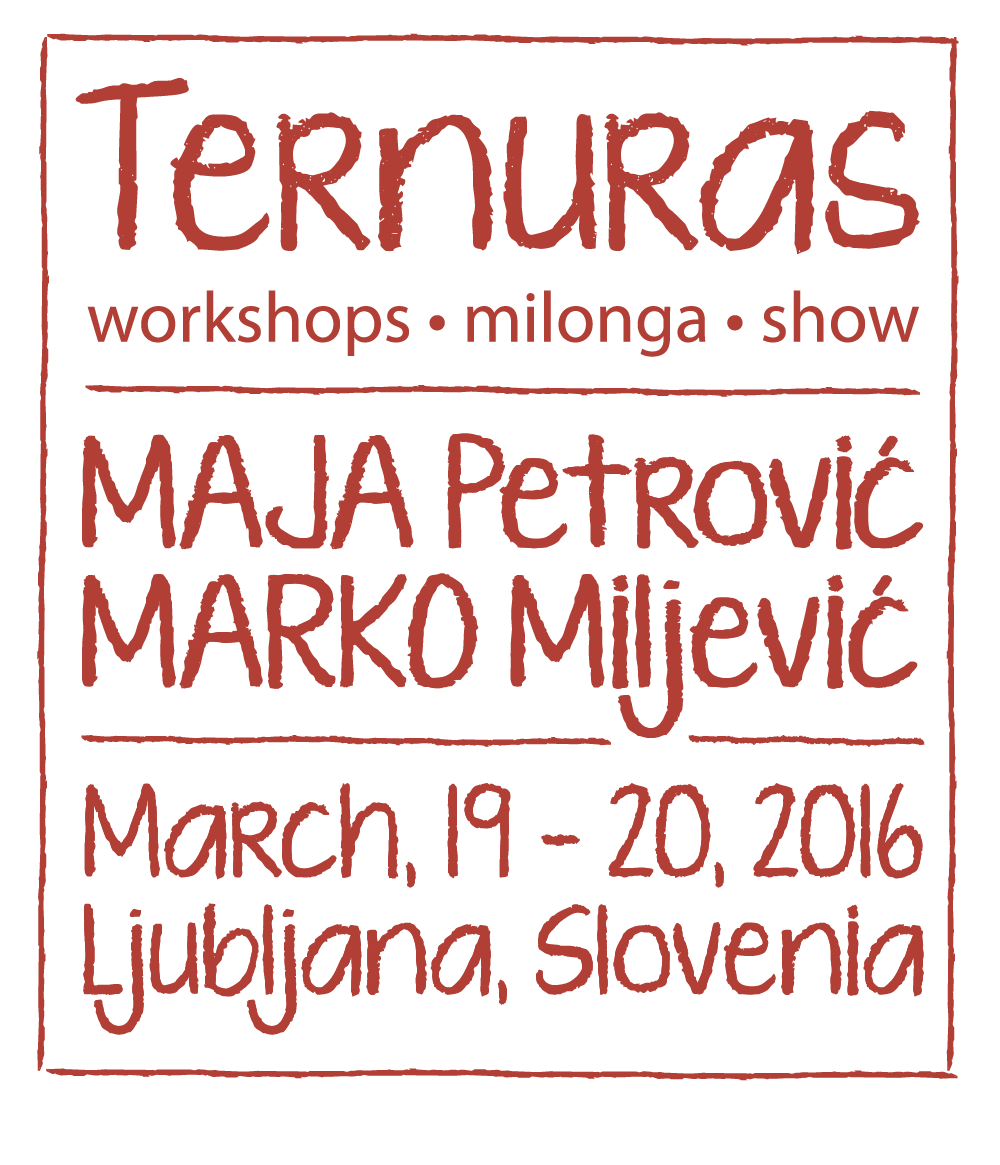 Ternuras
workshops • milonga • show
MAJA Petrović
MARKO Miljević
March, 19 - 20, 2016
Ljubljana, Slovenia